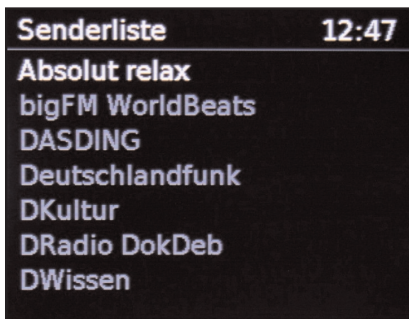 Senderliste 12:47
Absolut relax
bigFM WorldBeats
DASDING
Deutschlandfunk
DKultur
DRadio DokDeb
DWissen